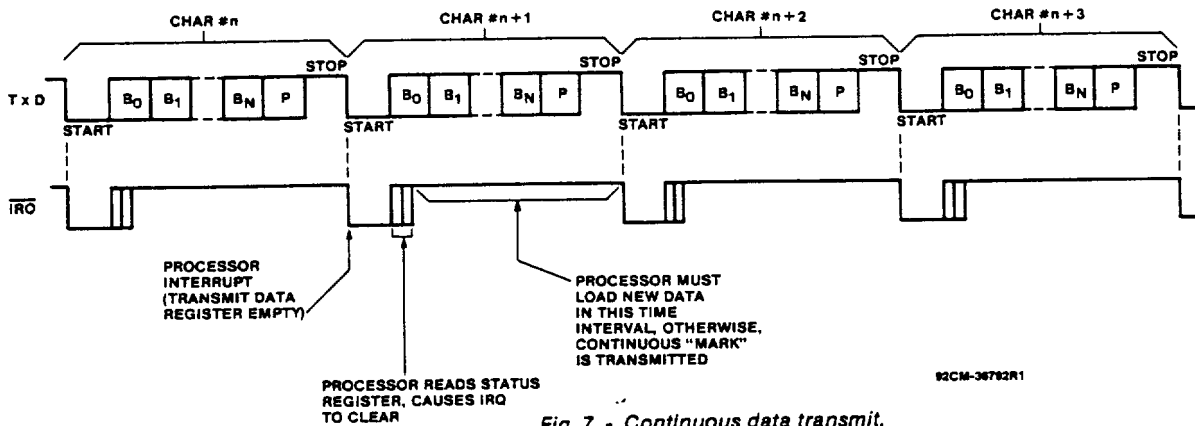 CHAR #n
CHAR #n+1
CHAR #n+2
CHAR #n+3
STOP
STOP
STOP
STOP
T x D
B0 B1 BN P
B0 B1 BN P
B0 B1 BN P
B0 B1 BN P
START
START
START
START
IRQ
PROCESSOR
INTERRUPT
(TRANSMIT DATA
REGISTER EMPTY)
PROCESSOR MUST
LOAD NEW DATA
IN THIS TIME
INTERVAL, OTHERWISE,
CONTINUOUS "MARK"
IS TRANSMITTED
PROCESSOR READS STATUS
REGISTER, CAUSES IRQ
TO CLEAR
92CM-36792R1
Fig. 7 - Continuous data transmit.